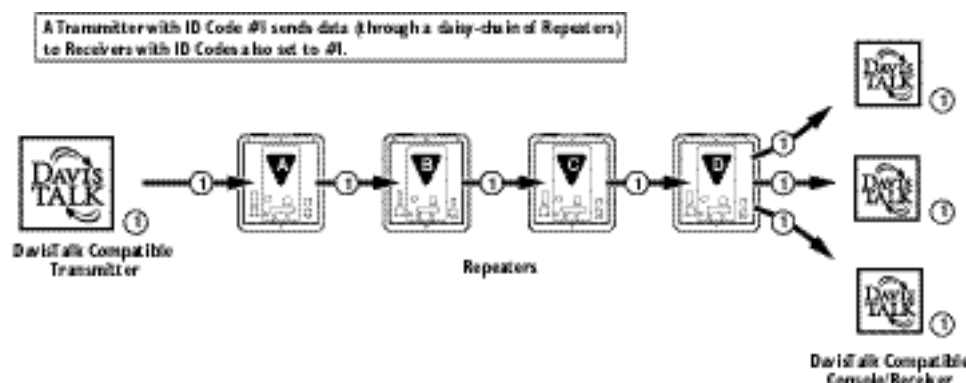 A Transmitter with ID Code #1 sends data (through a daisy-chain of Repeaters)
to Receivers with ID Codes also set to #1.
DAVIS
TALK
1
DavisTalk Compatible
Transmitter
1
A
1
B
1
C
1
D
Repeaters
1
1
1
DAVIS
TALK
1
DAVIS
TALK
1
DAVIS
TALK
1
DavisTalk Compatible
Console/Receiver